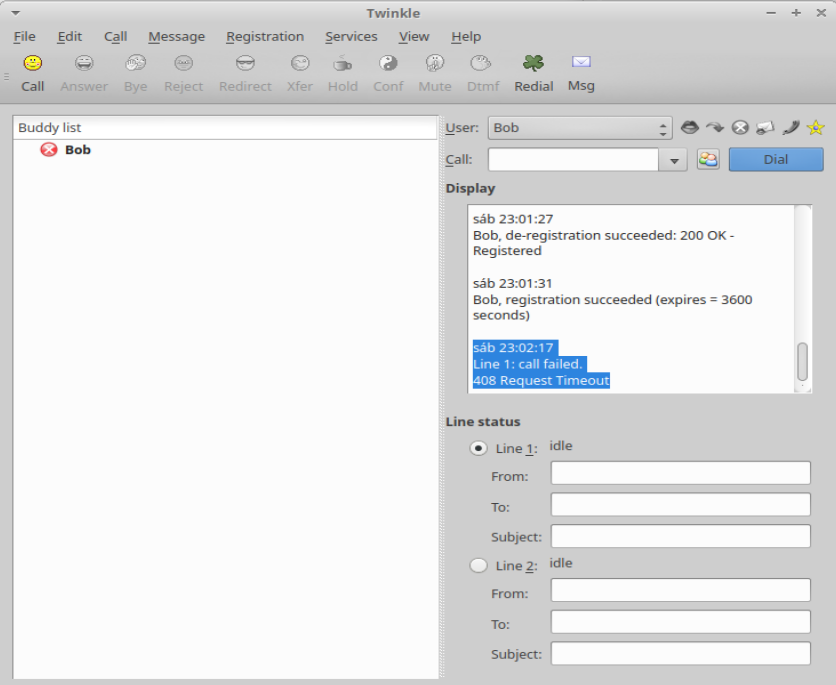 Twinkle
File Edit Call Message Registration Services View Help
Call Answer Bye Reject Redirect Xfer Hold Conf Mute Dtmf Redial Msg
Buddy list
Bob
User: Bob
Call: Dial
Display
sáb 23:01:27
Bob, de-registration succeeded: 200 OK -
Registered
sáb 23:01:31
Bob, registration succeeded (expires = 3600
seconds)
sáb 23:02:17
Line 1: call failed.
408 Request Timeout
Line status
Line 1: idle
From:
To:
Subject:
Line 2: idle
From:
To:
Subject: